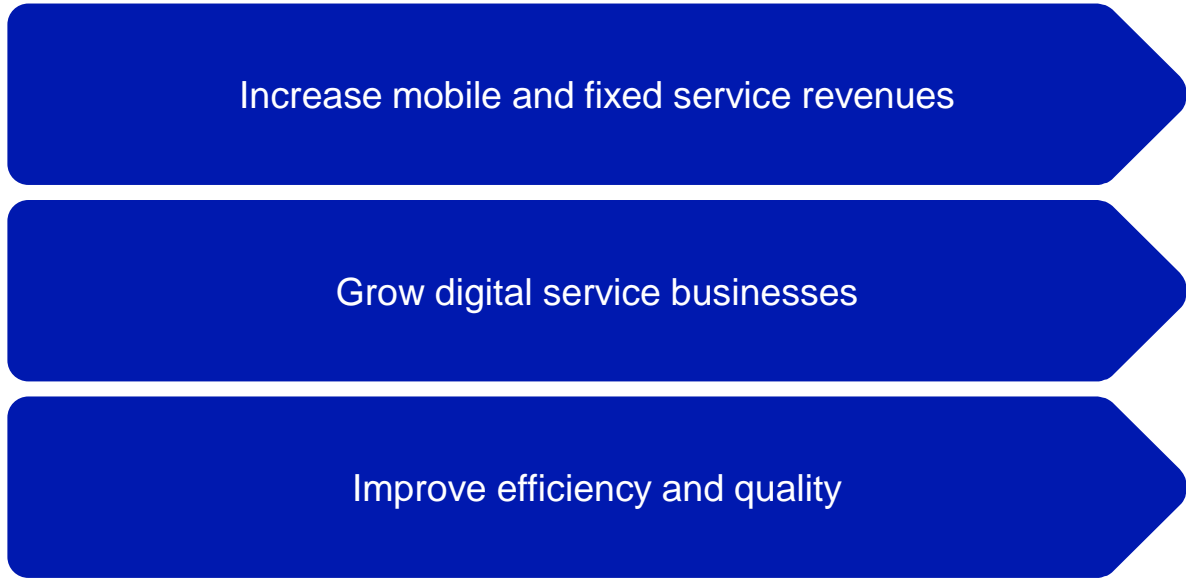 Increase mobile and fixed service revenues
Grow digital service businesses
Improve efficiency and quality